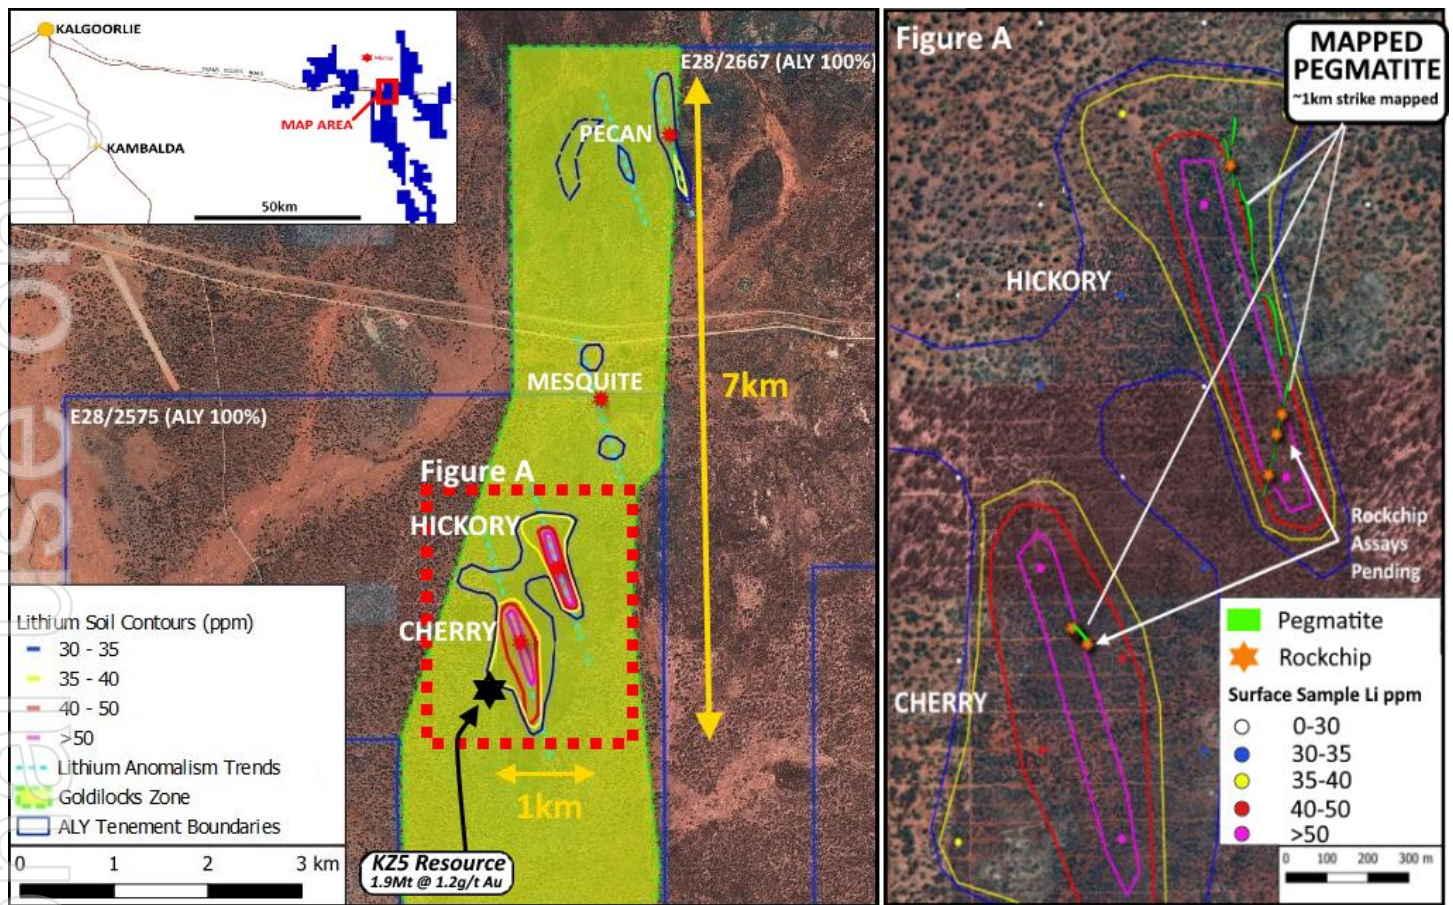 KALGOORLIE
KAMBALDA
MAP AREA
50km
E28/2667 (ALY 100%)
PECAN
MESQUITE
7km
E28/2575 (ALY 100%)
Figure A
HICKORY
CHERRY
1km
KZ5 Resource
1.9Mt @ 1.2g/t Au
Lithium Soil Contours (ppm)
30 - 35
35 - 40
40 - 50
>50
Lithium Anomalism Trends
Goldilocks Zone
ALY Tenement Boundaries
0 1 2 3 km
Figure A
MAPPED
PEGMATITE
~1km strike mapped
HICKORY
CHERRY
Rockchip
Assays
Pending
Pegmatite
Rockchip
Surface Sample Li ppm
0-30
30-35
35-40
40-50
>50
0 100 200 300 m